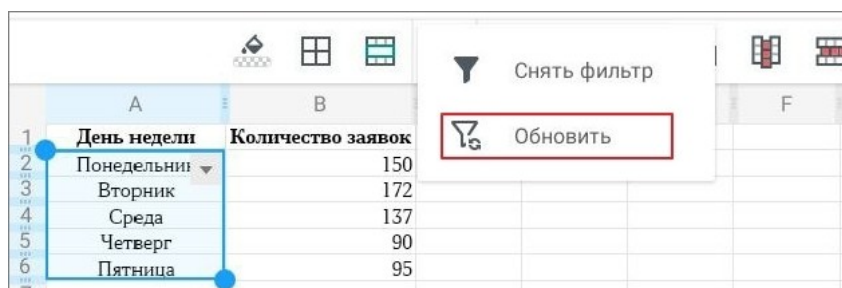 Снять фильтр
Обновить
A B F
1 День недели Количество заявок
2 Понедельник 150
3 Вторник 172
4 Среда 137
5 Четверг 90
6 Пятница 95